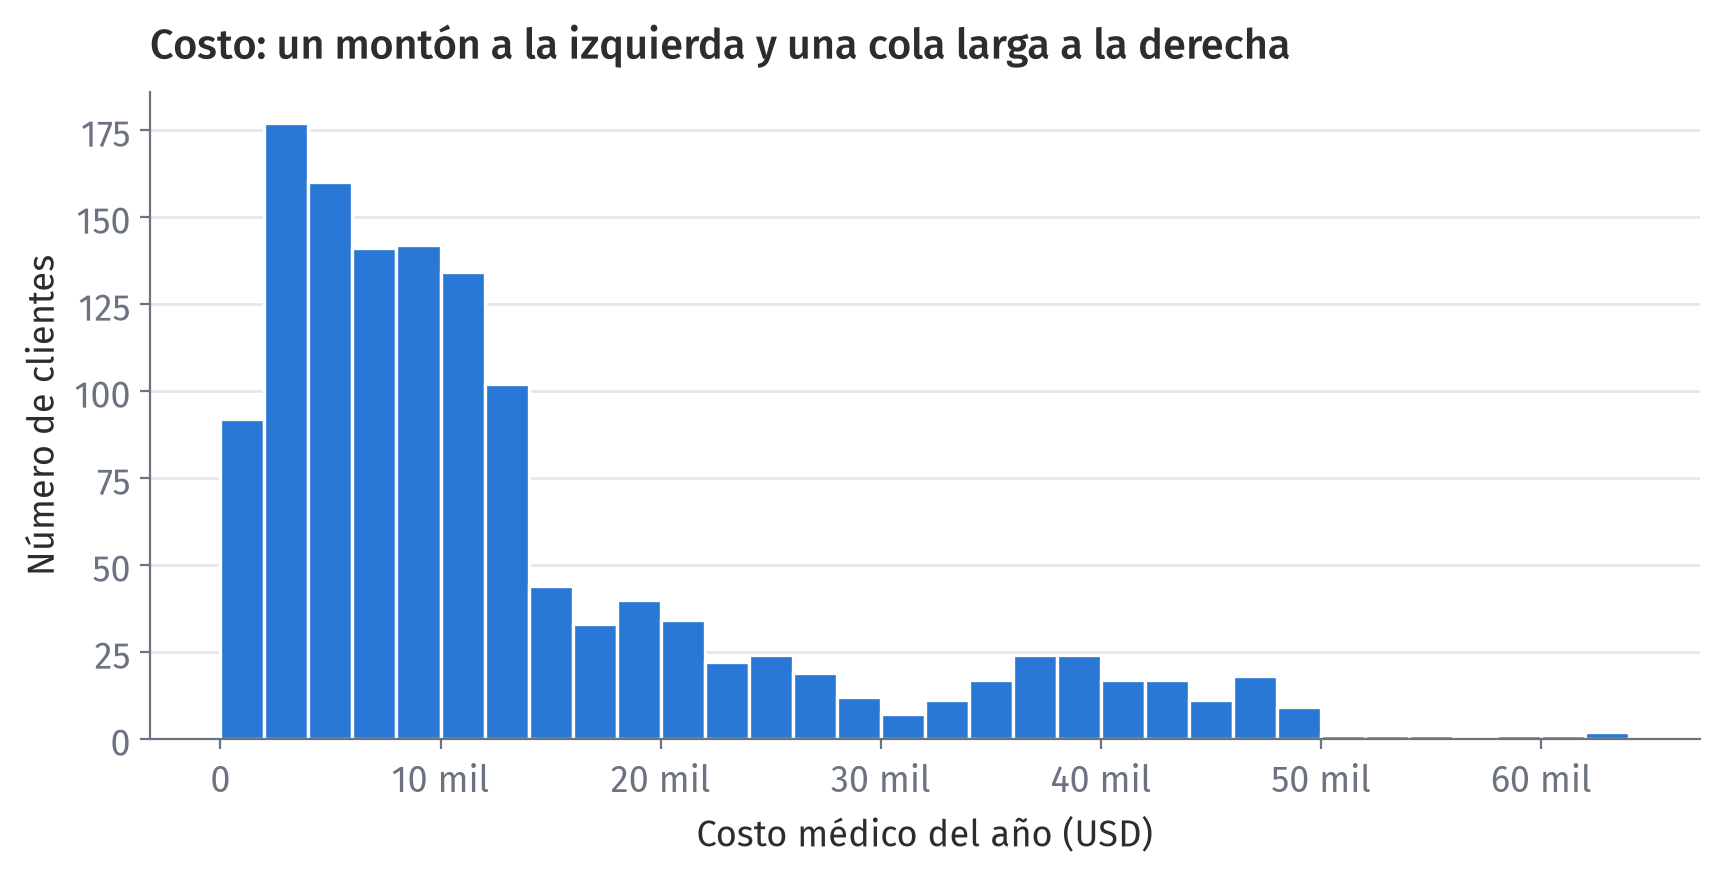 Costo: un montón a la izquierda y una cola larga a la derecha
Número de clientes
175
150
125
100
75
50
25
0
0 10 mil 20 mil 30 mil 40 mil 50 mil 60 mil
Costo médico del año (USD)